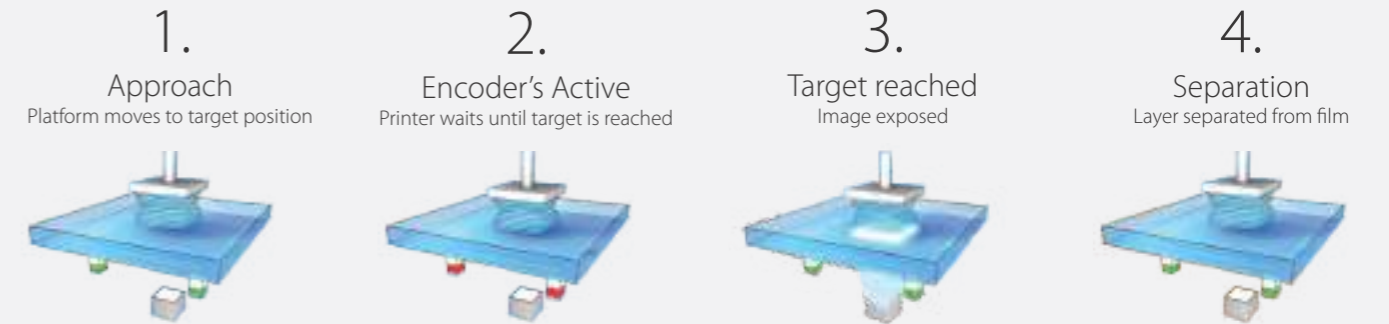 1.
Approach
Platform moves to target position
2.
Encoder's Active
Printer waits until target is reached
3.
Target reached
Image exposed
4.
Separation
Layer separated from film